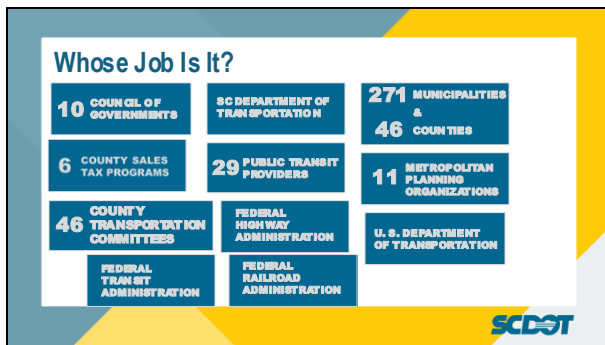 Whose Job Is It?
10 COUNCIL OF
GOVERNMENTS
SC DEPARTMENT OF
TRANSPORTATION
271 MUNICIPALITIES
&
46 COUNTIES
6 COUNTY SALES
TAX PROGRAMS
29 PUBLIC TRANSIT
PROVIDERS
11 METROPOLITAN
PLANNING
ORGANIZATIONS
46 COUNTY
TRANSPORTATION
COMMITTEES
FEDERAL
HIGHWAY
ADMINISTRATION
U. S. DEPARTMENT
OF TRANSPORTATION
FEDERAL
TRANSIT
ADMINISTRATION
FEDERAL
RAILROAD
ADMINISTRATION
SCDOT